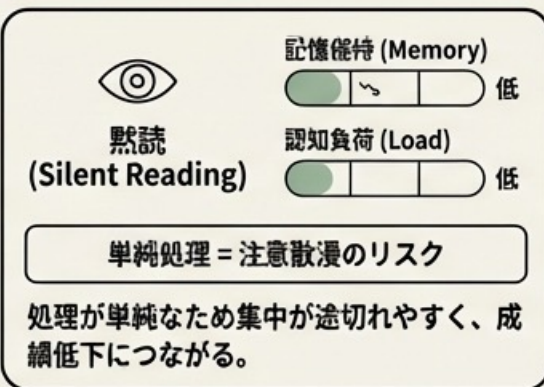 記憶保持 (Memory)
低
黙読
(Silent Reading)
認知負荷 (Load)
低
単純処理 = 注意散漫のリスク
処理が単純なため集中が途切れやすく、成
績低下につながる。